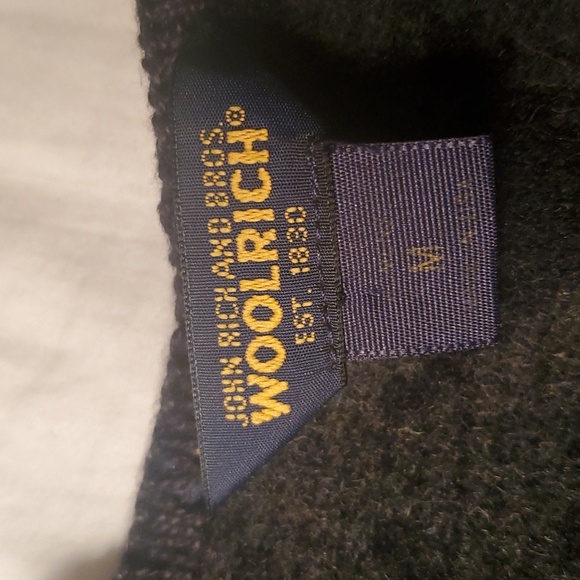 JOHN RICH AND BROS.
WOOLRICH®
EST. 1830
M